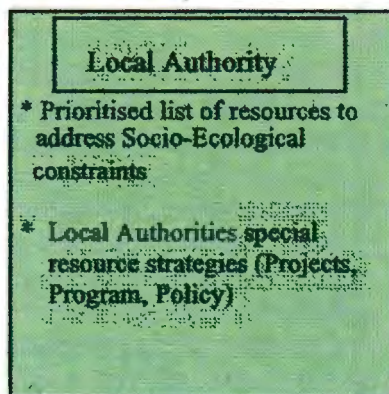 Local Authority
* Prioritised list of resources to
address Socio-Ecological
constraints
* Local Authorities special
resource strategies (Projects,
Program, Policy)